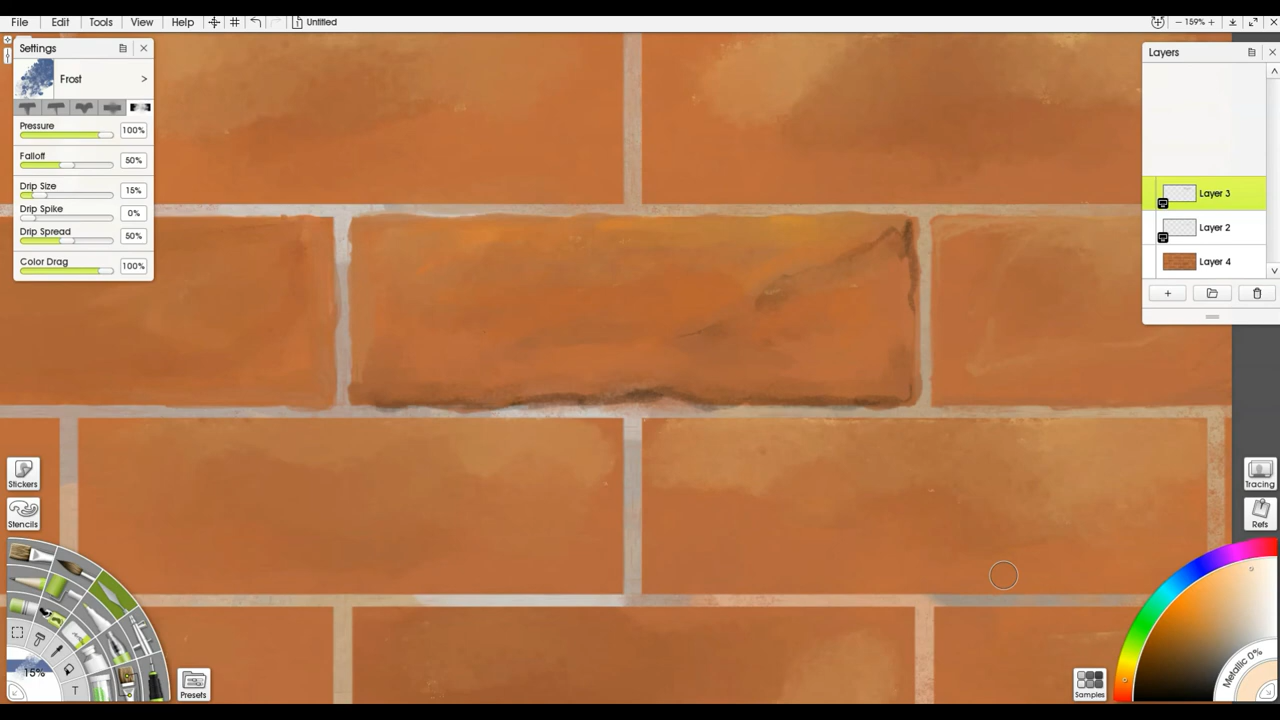 File Edit Tools View Help Untitled − 159% +
Settings
Frost >
Pressure 100%
Falloff 50%
Drip Size 15%
Drip Spike 0%
Drip Spread 50%
Color Drag 100%
Layers
Layer 3
Layer 2
Layer 4
Stickers
Stencils
Tracing
Refs
15%
T
Presets
Samples
Metallic 0%